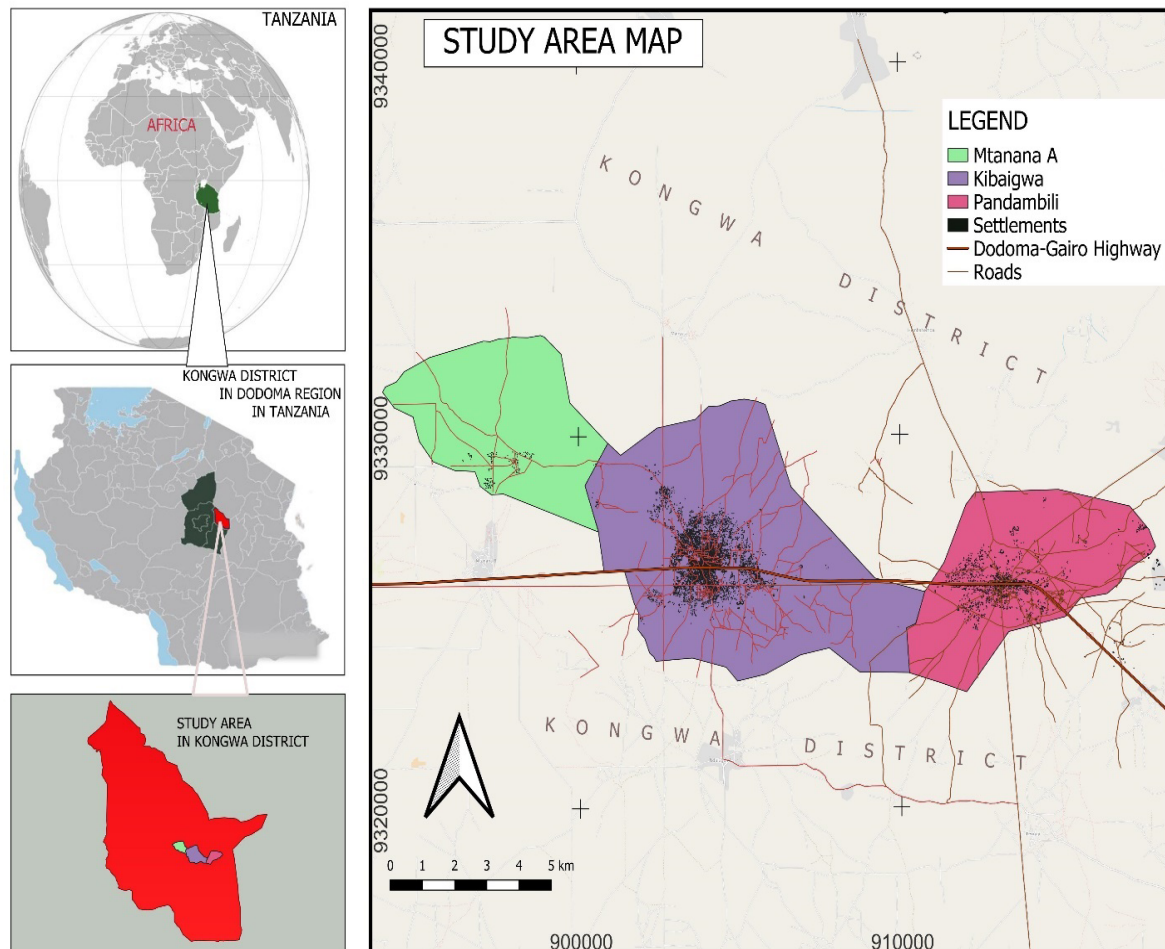 TANZANIA
AFRICA
KONGWA DISTRICT
IN DODOMA REGION
IN TANZANIA
STUDY AREA
IN KONGWA DISTRICT
STUDY AREA MAP
LEGEND
Mtanana A
Kibaigwa
Pandambili
Settlements
Dodoma-Gairo Highway
Roads
KONGWA DISTRICT
KONGWA DISTRICT
9340000
9330000
9320000
0 1 2 3 4 5 km
900000
910000